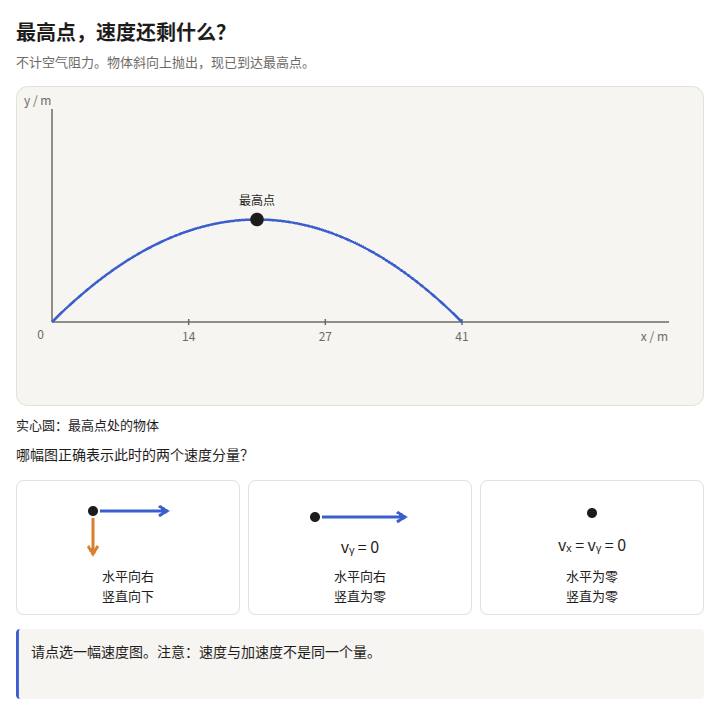 最高点，速度还剩什么？
不计空气阻力。物体斜向上抛出，现已到达最高点。
y / m
最高点
0
14
27
41
x / m
实心圆：最高点处的物体
哪幅图正确表示此时的两个速度分量？
水平向右
竖直向下
vᵧ = 0
水平向右
竖直为零
vₓ = vᵧ = 0
水平为零
竖直为零
请点选一幅速度图。注意：速度与加速度不是同一个量。